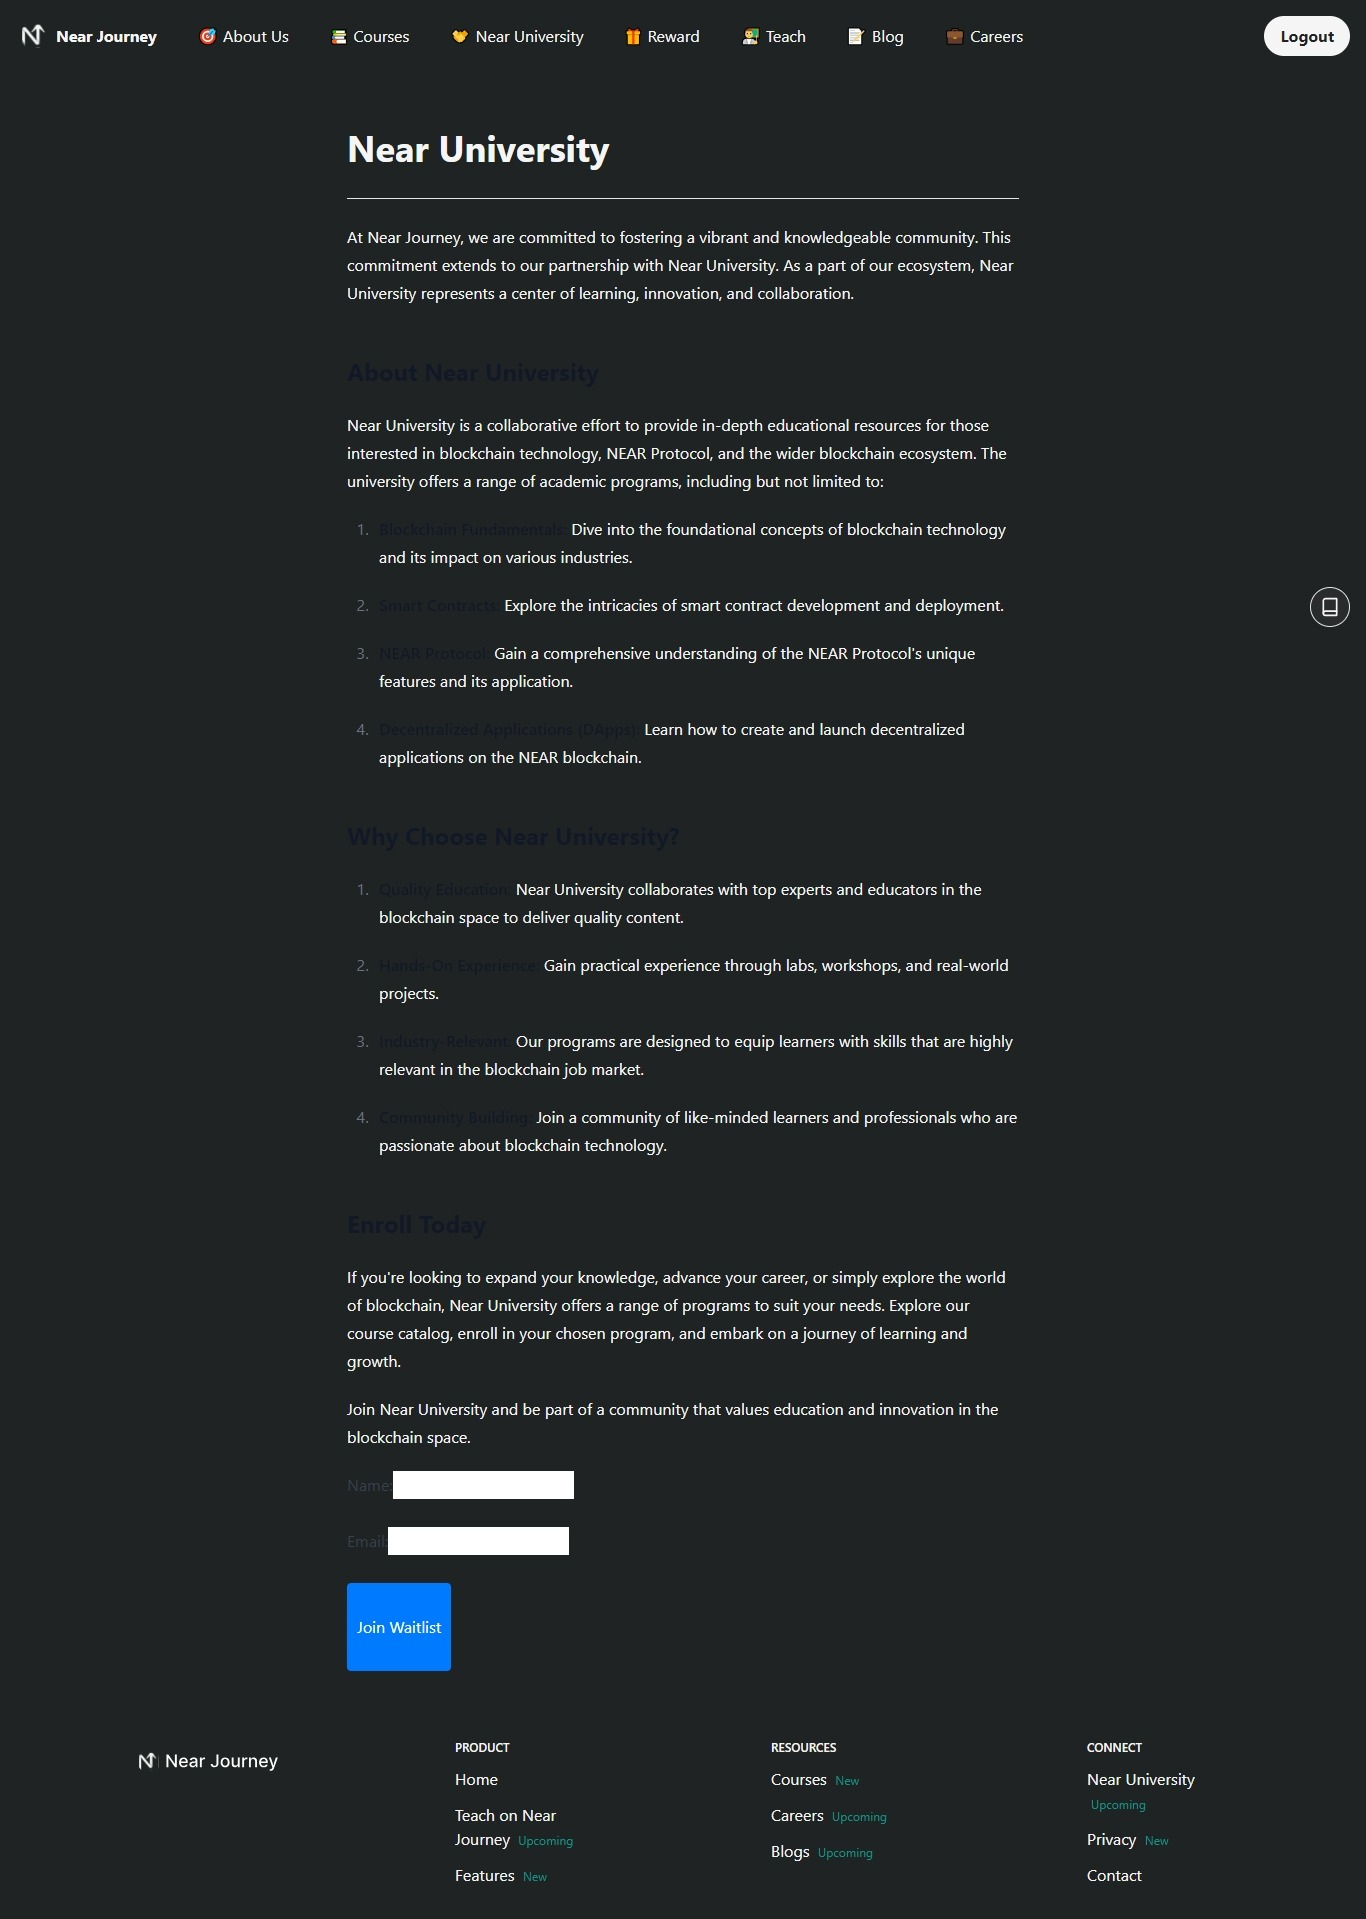 Near Journey
About Us
Courses
Near University
Reward
Teach
Blog
Careers
Logout
Near University
At Near Journey, we are committed to fostering a vibrant and knowledgeable community. This
commitment extends to our partnership with Near University. As a part of our ecosystem, Near
University represents a center of learning, innovation, and collaboration.
About Near University
Near University is a collaborative effort to provide in-depth educational resources for those
interested in blockchain technology, NEAR Protocol, and the wider blockchain ecosystem. The
university offers a range of academic programs, including but not limited to:
1. Blockchain Fundamentals: Dive into the foundational concepts of blockchain technology
and its impact on various industries.
2. Smart Contracts: Explore the intricacies of smart contract development and deployment.
3. NEAR Protocol: Gain a comprehensive understanding of the NEAR Protocol's unique
features and its application.
4. Decentralized Applications (DApps): Learn how to create and launch decentralized
applications on the NEAR blockchain.
Why Choose Near University?
1. Quality Education: Near University collaborates with top experts and educators in the
blockchain space to deliver quality content.
2. Hands-On Experience: Gain practical experience through labs, workshops, and real-world
projects.
3. Industry-Relevant: Our programs are designed to equip learners with skills that are highly
relevant in the blockchain job market.
4. Community Building: Join a community of like-minded learners and professionals who are
passionate about blockchain technology.
Enroll Today
If you're looking to expand your knowledge, advance your career, or simply explore the world
of blockchain, Near University offers a range of programs to suit your needs. Explore our
course catalog, enroll in your chosen program, and embark on a journey of learning and
growth.
Join Near University and be part of a community that values education and innovation in the
blockchain space.
Name:
Email:
Join Waitlist
Near Journey
PRODUCT
Home
Teach on Near
Journey Upcoming
Features New
RESOURCES
Courses New
Careers Upcoming
Blogs Upcoming
CONNECT
Near University
Upcoming
Privacy New
Contact